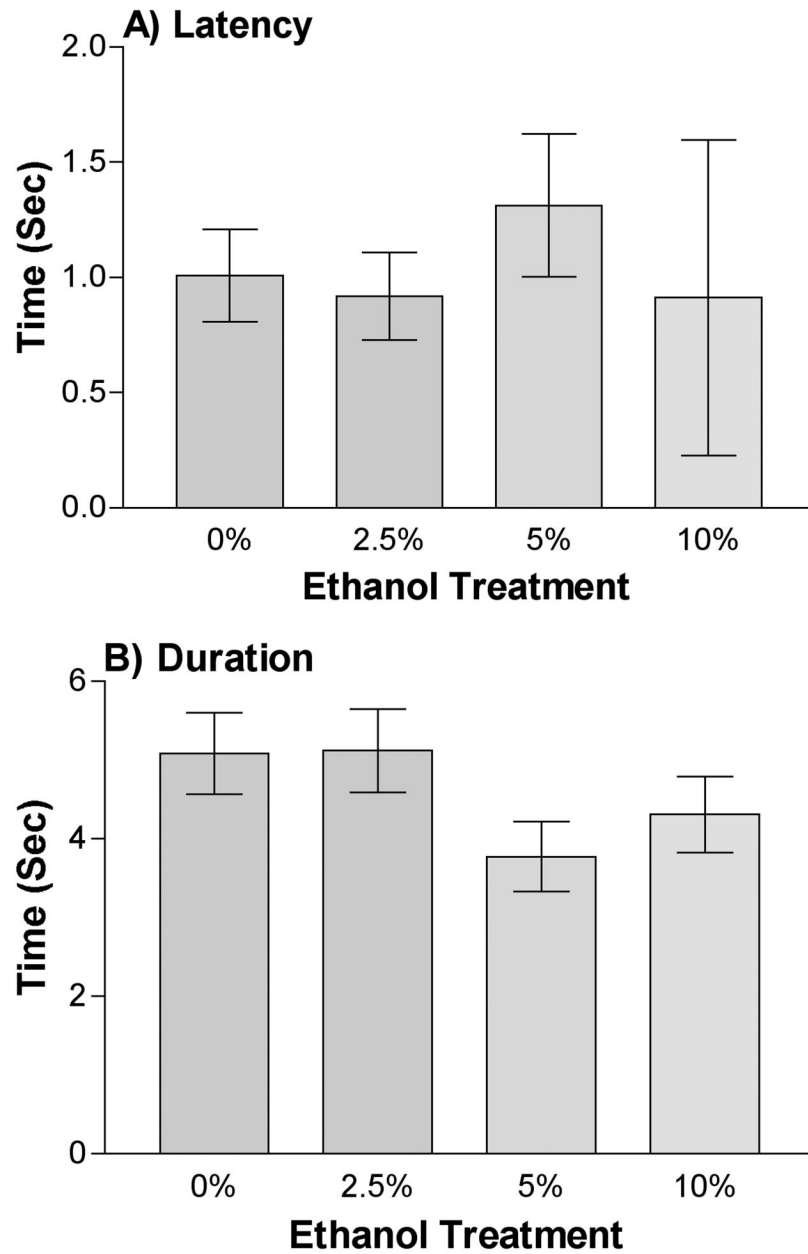 A) Latency
2.0
1.5
1.0
0.5
0.0
Time (Sec)
0% 2.5% 5% 10%
Ethanol Treatment
B) Duration
6
4
2
0
Time (Sec)
0% 2.5% 5% 10%
Ethanol Treatment